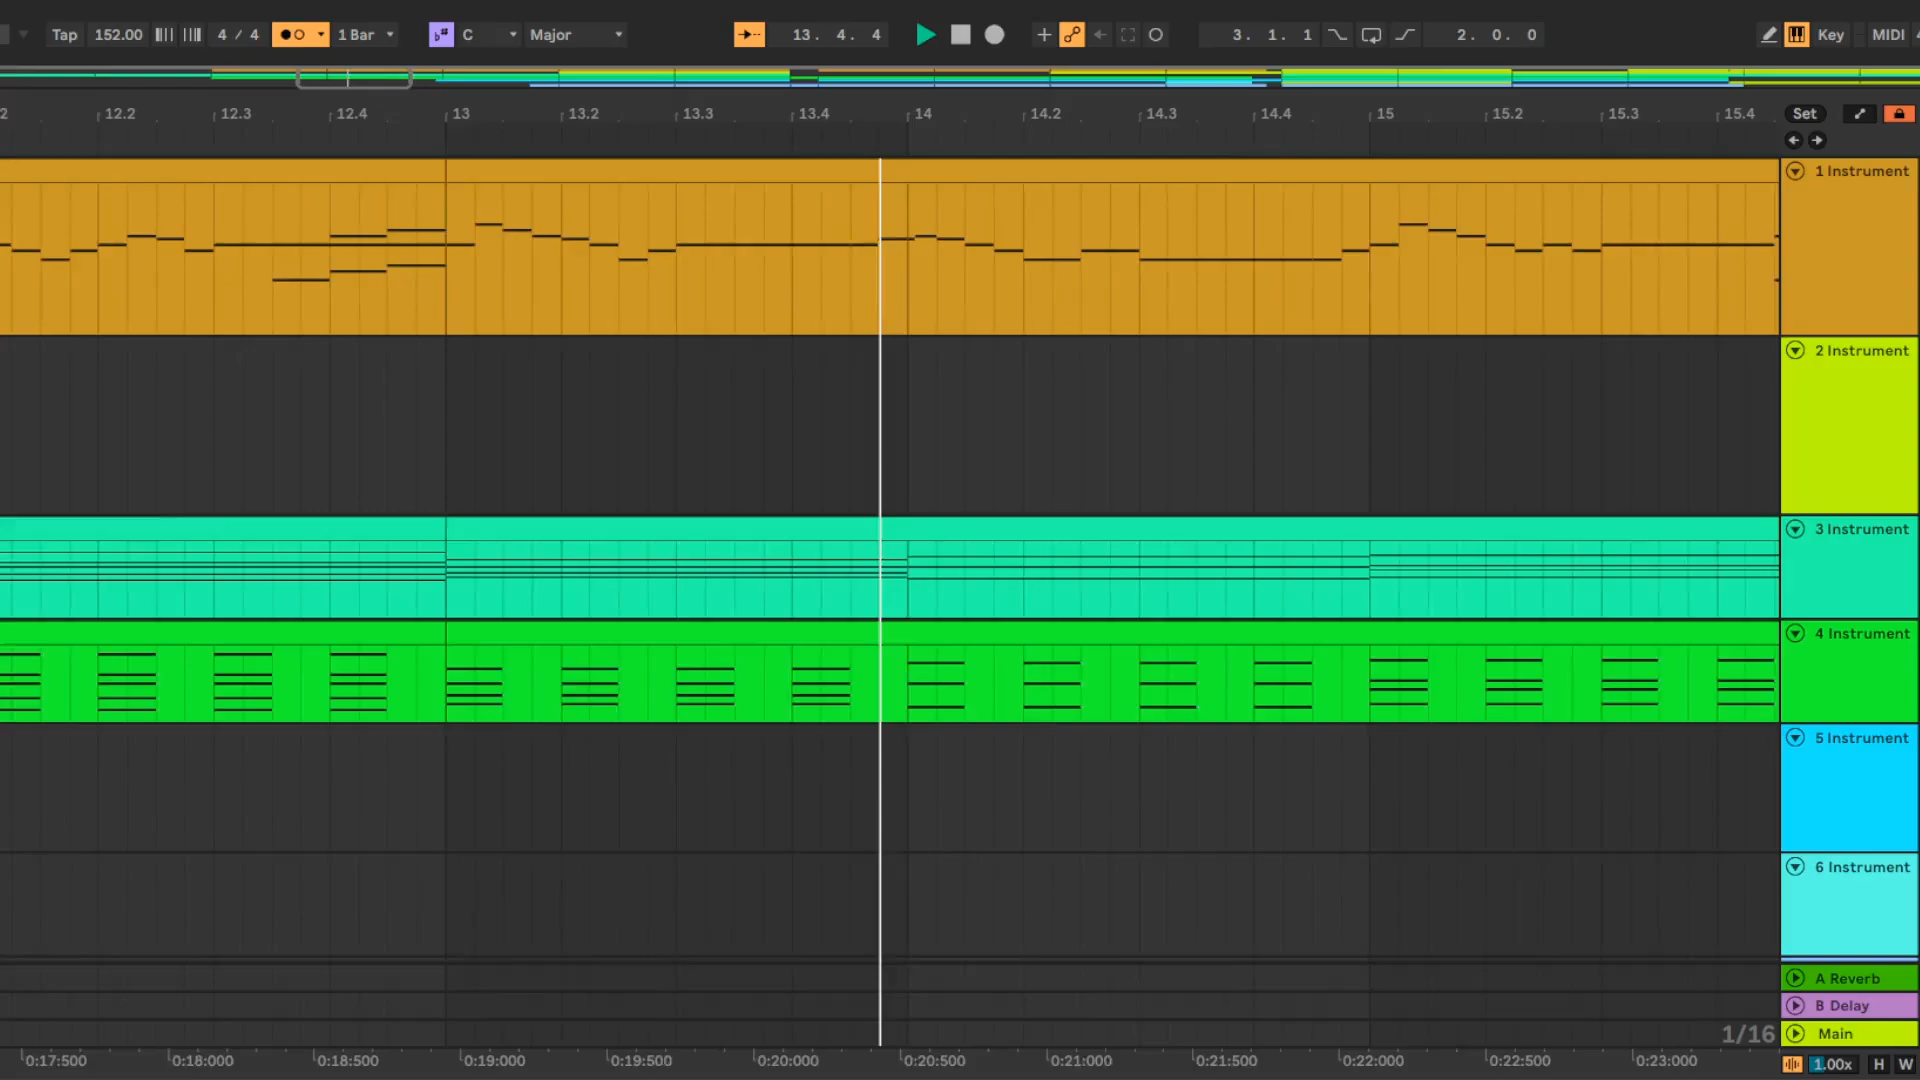 Tap 152.00 4 / 4 1 Bar C Major 13. 4. 4 3. 1. 1 2. 0. 0 Key MIDI
2 12.2 12.3 12.4 13 13.2 13.3 13.4 14 14.2 14.3 14.4 15 15.2 15.3 15.4 Set
1 Instrument
2 Instrument
3 Instrument
4 Instrument
5 Instrument
6 Instrument
A Reverb
B Delay
1/16 Main
0:17:500 0:18:000 0:18:500 0:19:000 0:19:500 0:20:000 0:20:500 0:21:000 0:21:500 0:22:000 0:22:500 0:23:000 1.00x H W